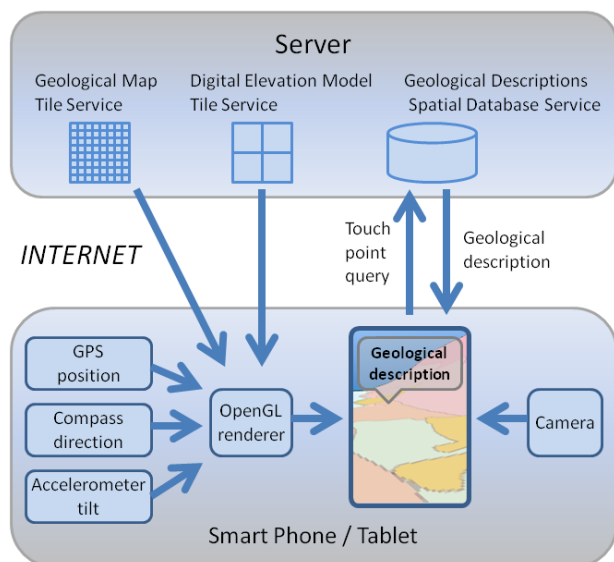 Server
Geological Map
Tile Service
Digital Elevation Model
Tile Service
Geological Descriptions
Spatial Database Service
INTERNET
Touch
point
query
Geological
description
GPS
position
Compass
direction
Accelerometer
tilt
OpenGL
renderer
Geological
description
Camera
Smart Phone / Tablet